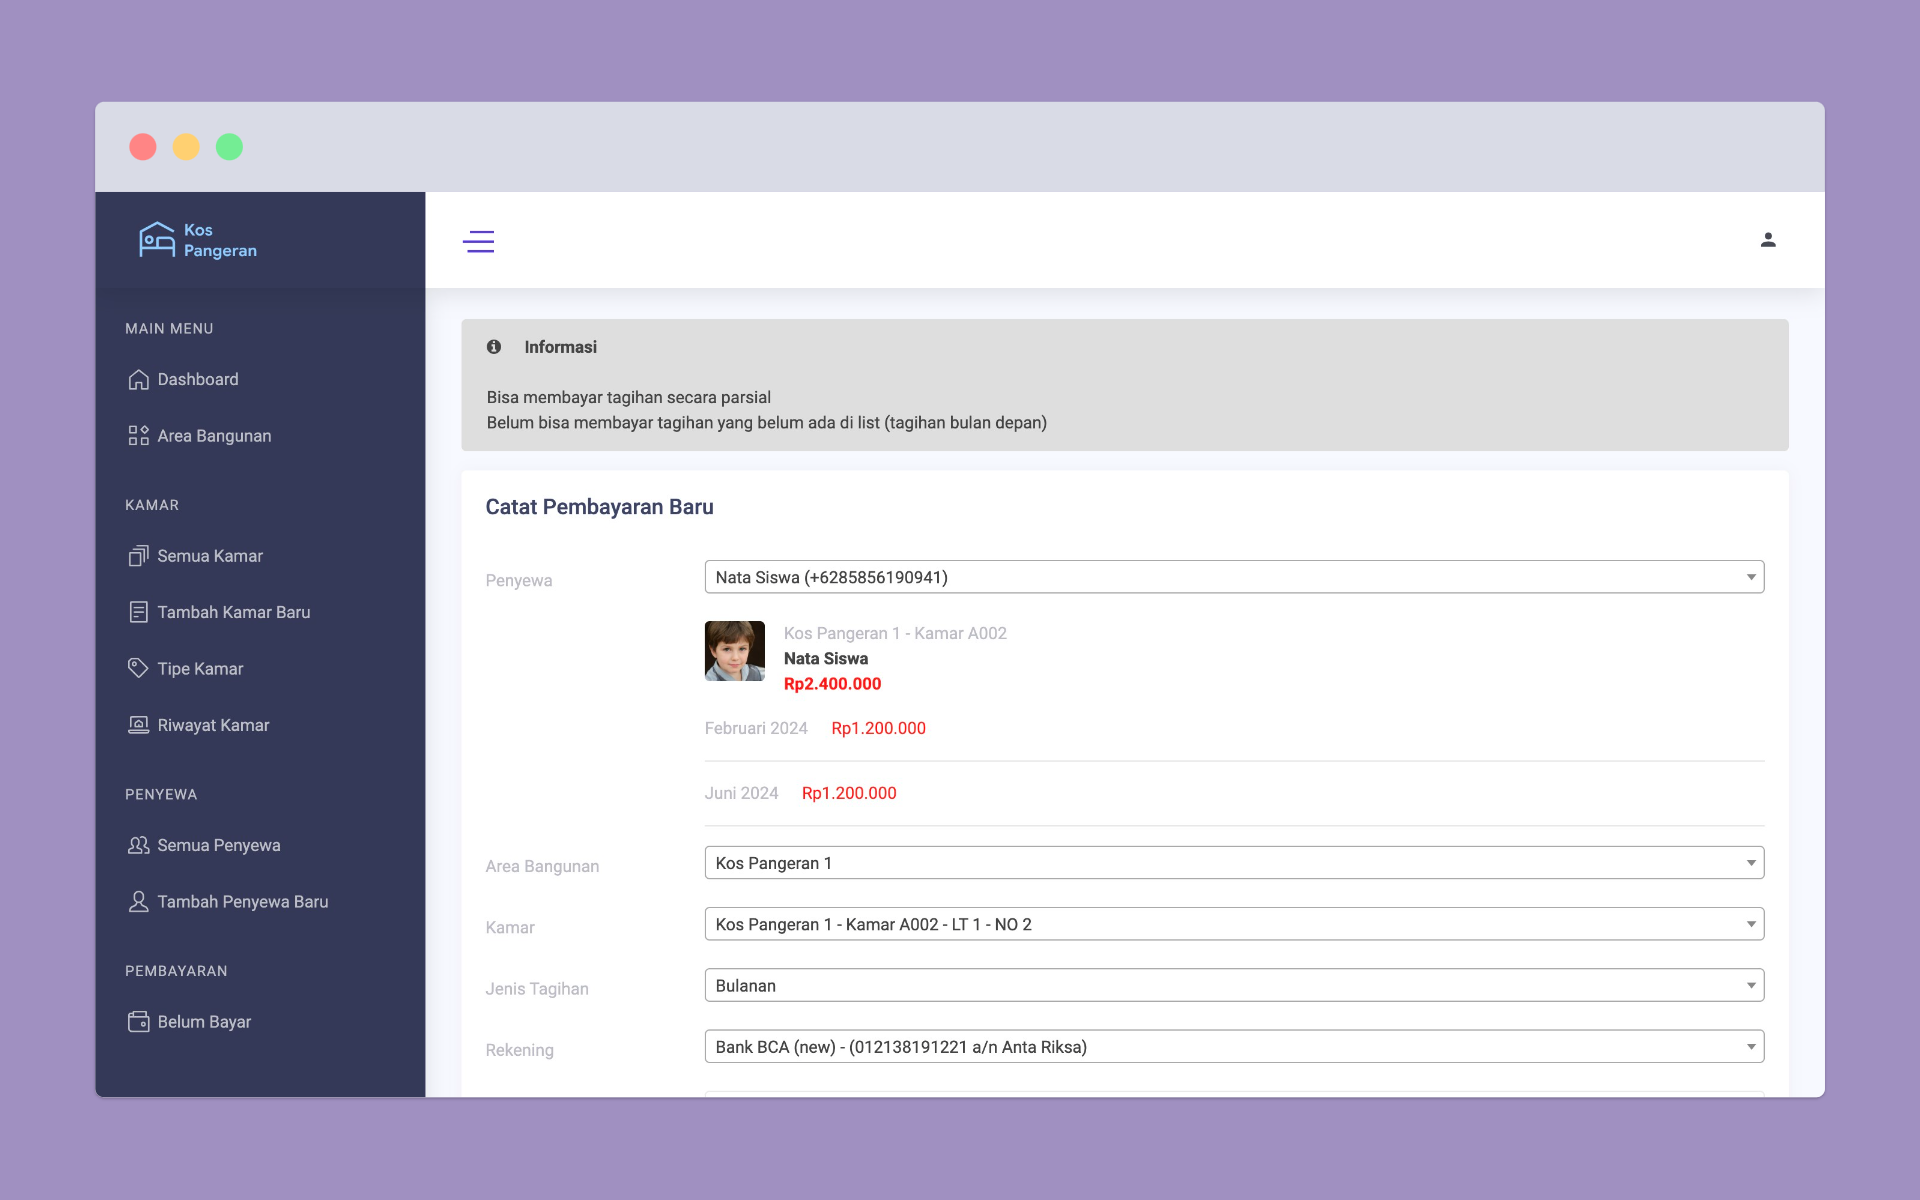 Kos
Pangeran
MAIN MENU
Dashboard
Area Bangunan
KAMAR
Semua Kamar
Tambah Kamar Baru
Tipe Kamar
Riwayat Kamar
PENYEWA
Semua Penyewa
Tambah Penyewa Baru
PEMBAYARAN
Belum Bayar
Informasi
Bisa membayar tagihan secara parsial
Belum bisa membayar tagihan yang belum ada di list (tagihan bulan depan)
Catat Pembayaran Baru
Penyewa
Nata Siswa (+6285856190941)
Kos Pangeran 1 - Kamar A002
Nata Siswa
Rp2.400.000
Februari 2024 Rp1.200.000
Juni 2024 Rp1.200.000
Area Bangunan
Kos Pangeran 1
Kamar
Kos Pangeran 1 - Kamar A002 - LT 1 - NO 2
Jenis Tagihan
Bulanan
Rekening
Bank BCA (new) - (012138191221 a/n Anta Riksa)